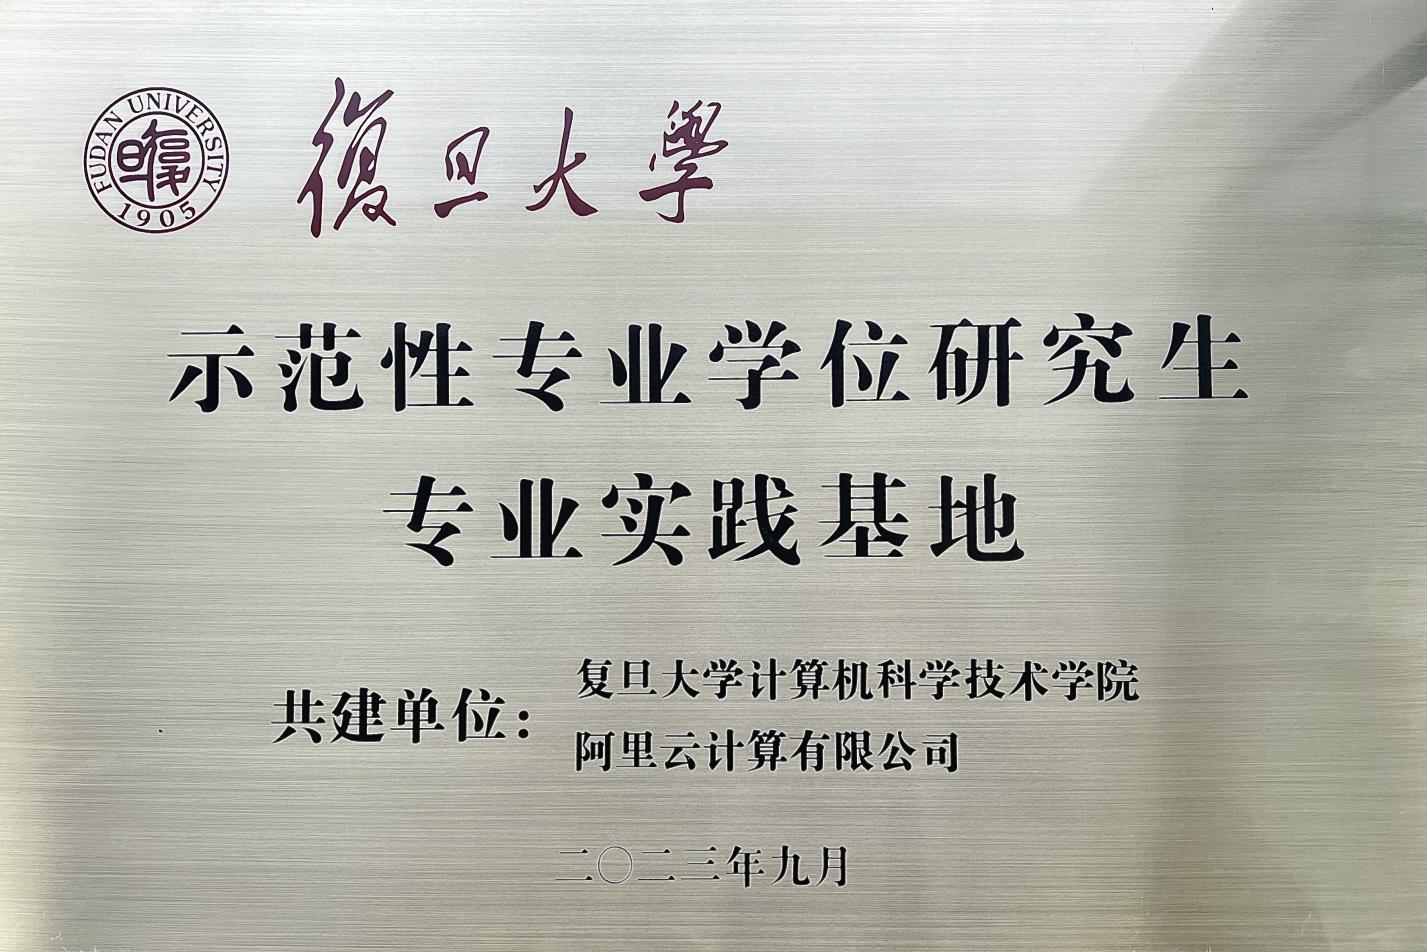 FUDAN UNIVERSITY
1905
復旦大學
示范性专业学位研究生
专业实践基地
共建单位：
复旦大学计算机科学技术学院
阿里云计算有限公司
二〇二三年九月